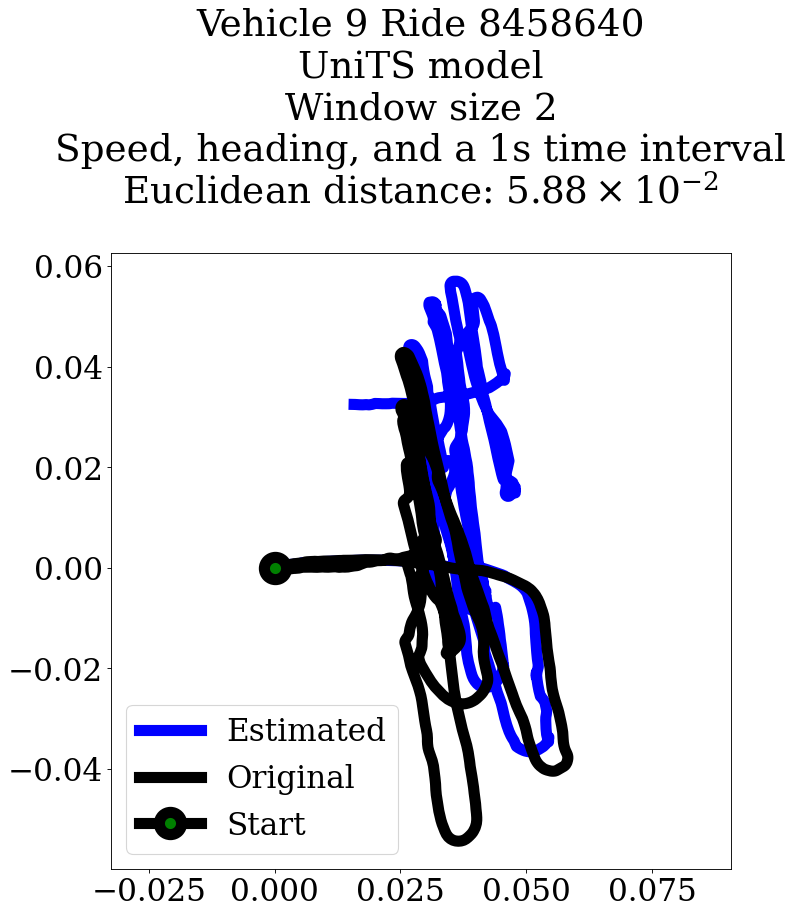 Vehicle 9 Ride 8458640
UniTS model
Window size 2
Speed, heading, and a 1s time interval
Euclidean distance: 5.88 × 10⁻²
0.06
0.04
0.02
0.00
−0.02
−0.04
Estimated
Original
Start
−0.025 0.000 0.025 0.050 0.075